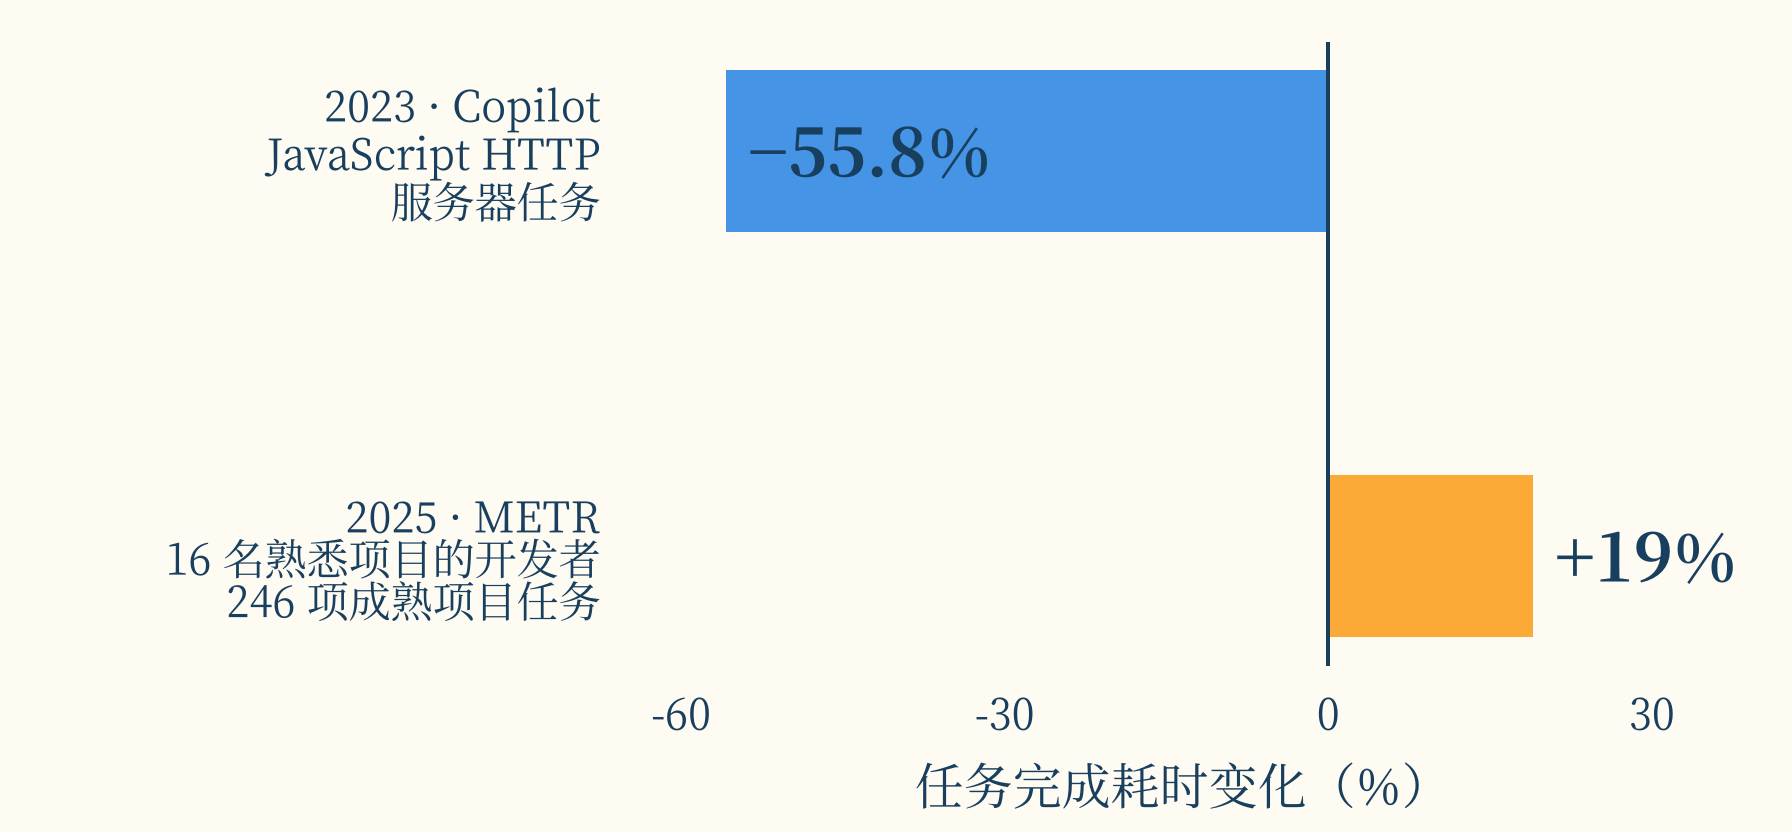 2023 · Copilot
JavaScript HTTP
服务器任务
−55.8%
2025 · METR
16 名熟悉项目的开发者
246 项成熟项目任务
+19%
-60 -30 0 30
任务完成耗时变化（%）